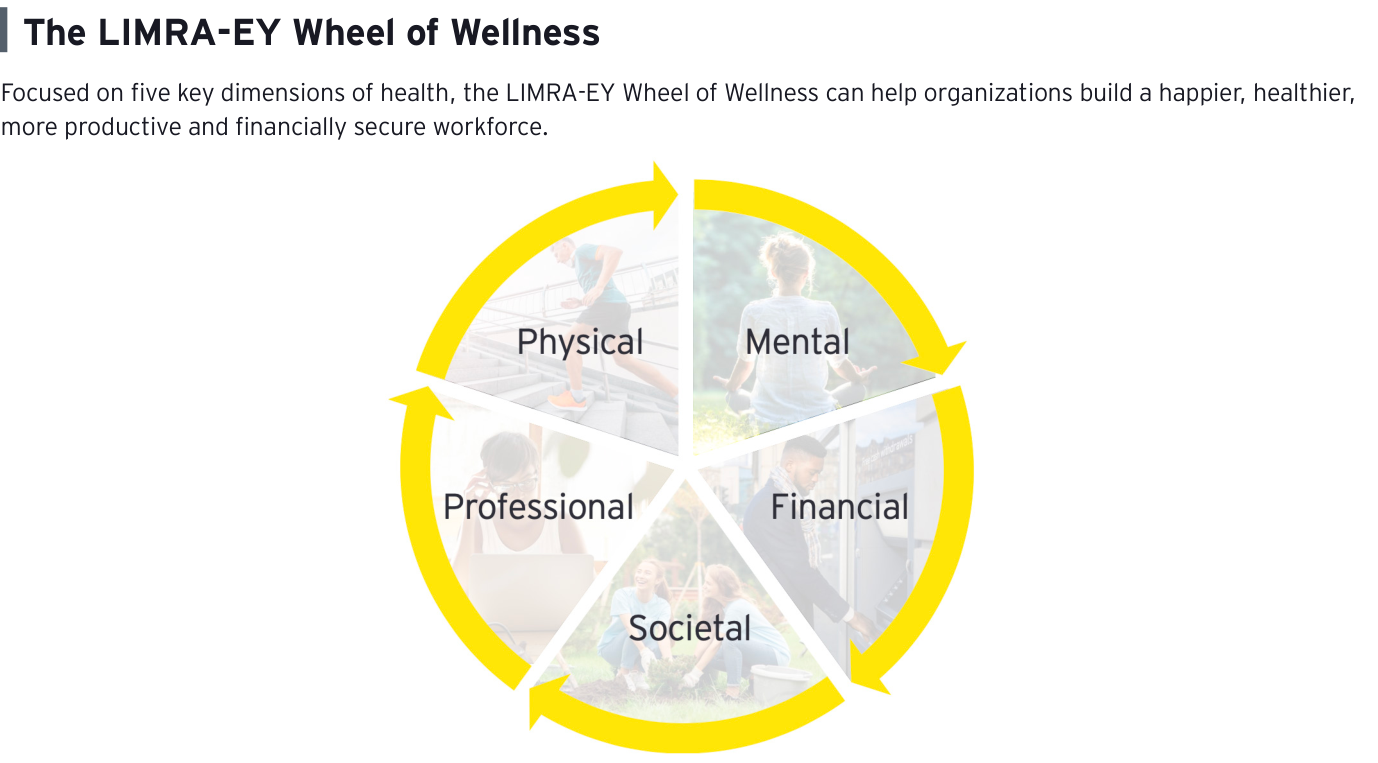 The LIMRA-EY Wheel of Wellness
Focused on five key dimensions of health, the LIMRA-EY Wheel of Wellness can help organizations build a happier, healthier,
more productive and financially secure workforce.
Physical
Mental
Professional
Financial
Societal